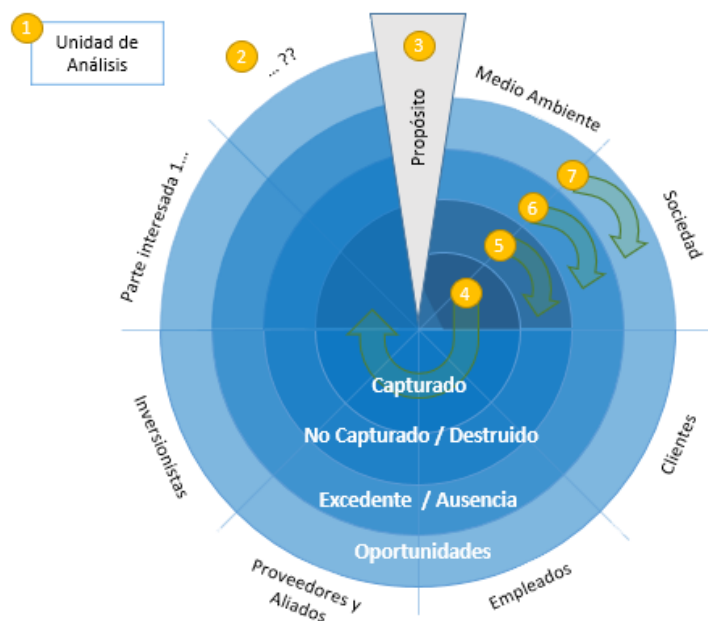 1
Unidad de
Análisis
2
... ??
3
Propósito
Medio Ambiente
7
Sociedad
6
5
4
Parte interesada 1...
Capturado
No Capturado / Destruido
Excedente / Ausencia
Oportunidades
Inversionistas
Clientes
Proveedores y
Aliados
Empleados